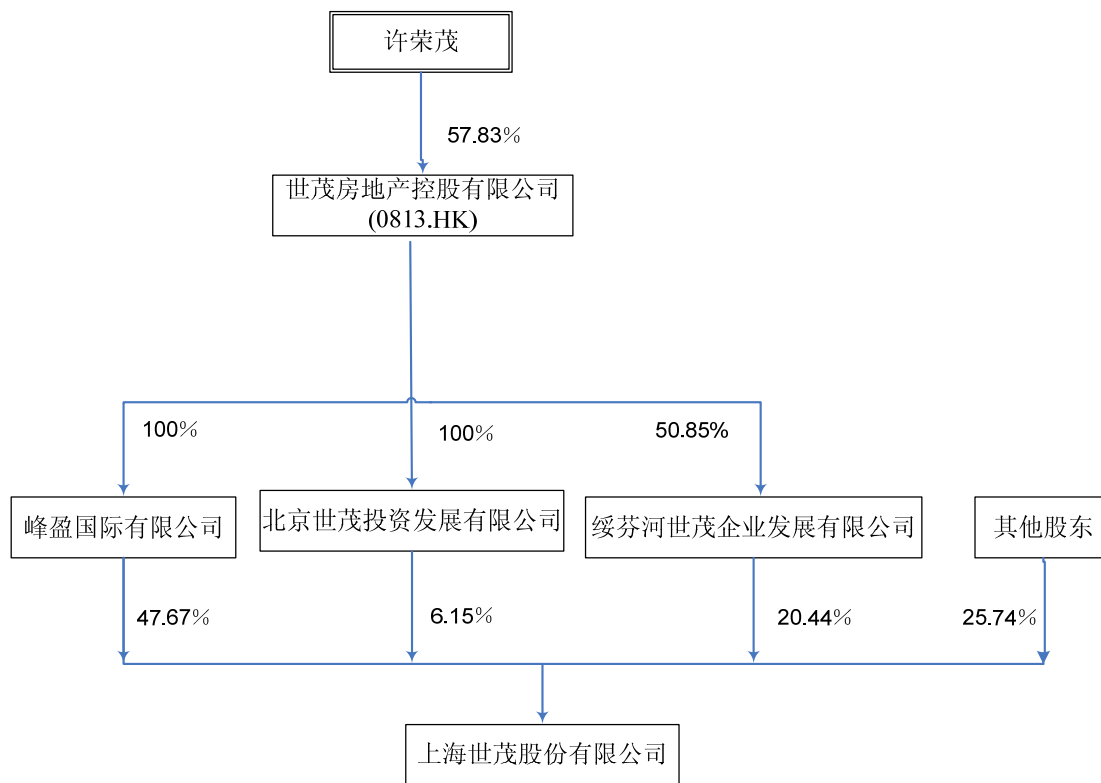 许荣茂
57.83%
世茂房地产控股有限公司
(0813.HK)
100%
100%
50.85%
峰盈国际有限公司
北京世茂投资发展有限公司
绥芬河世茂企业发展有限公司
其他股东
47.67%
6.15%
20.44%
25.74%
上海世茂股份有限公司